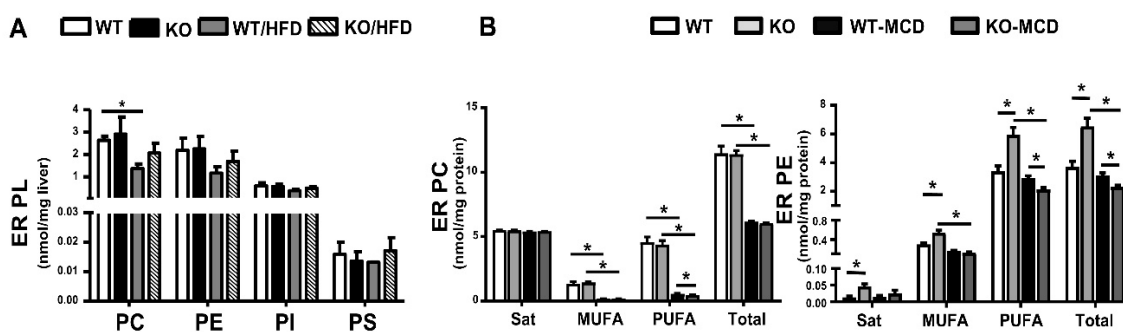 A WT KO WT/HFD KO/HFD
ER PL
(nmol/mg liver)
4
3
2
1
0.03
0.02
0.01
0.00
*
PC PE PI PS
B WT KO WT-MCD KO-MCD
ER PC
(nmol/mg protein)
15
10
5
0
* * * * * * *
Sat MUFA PUFA Total
ER PE
(nmol/mg protein)
8
6
4
2
0.8
0.4
0.10
0.05
0.00
* * * * * * * * *
Sat MUFA PUFA Total